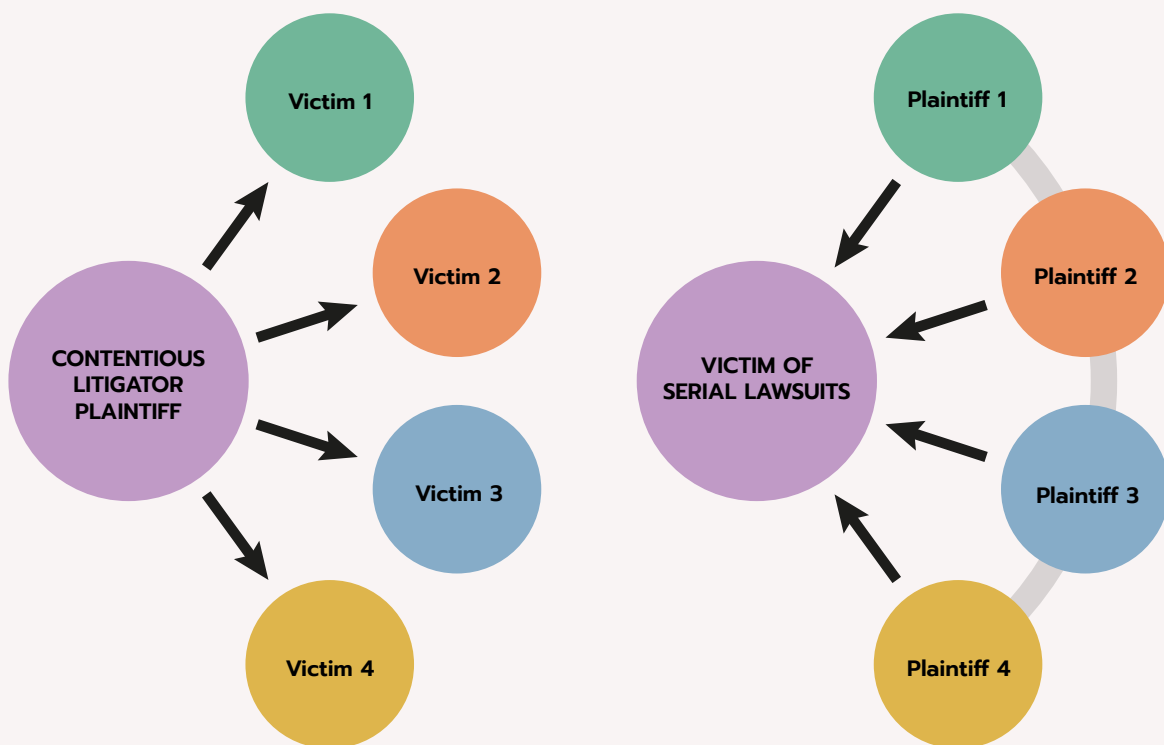 Victim 1
Victim 2
CONTENTIOUS
LITIGATOR
PLAINTIFF
Victim 3
Victim 4
Plaintiff 1
Plaintiff 2
VICTIM OF
SERIAL LAWSUITS
Plaintiff 3
Plaintiff 4